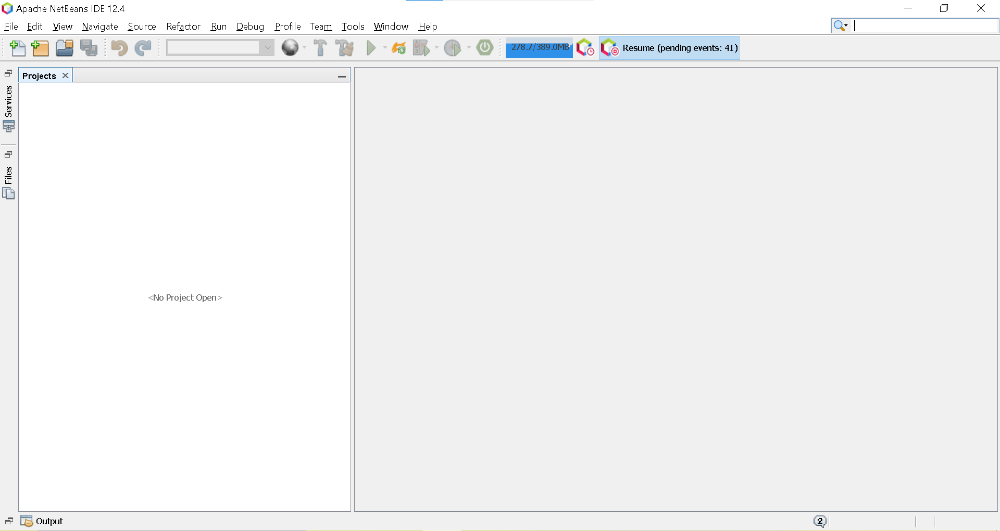 Apache NetBeans IDE 12.4
File Edit View Navigate Source Refactor Run Debug Profile Team Tools Window Help
278.7/389.0MB Resume (pending events: 41)
Projects
Services
Files
<No Project Open>
Output
2